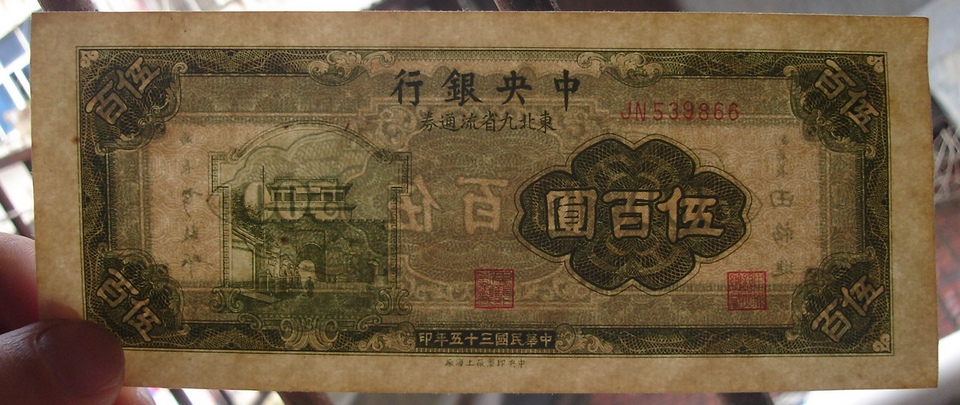 中央銀行
東北九省流通券
JN539866
伍百
伍百
伍百圓
伍百
伍百
中華民國三十五年印
中央印製廠上海廠